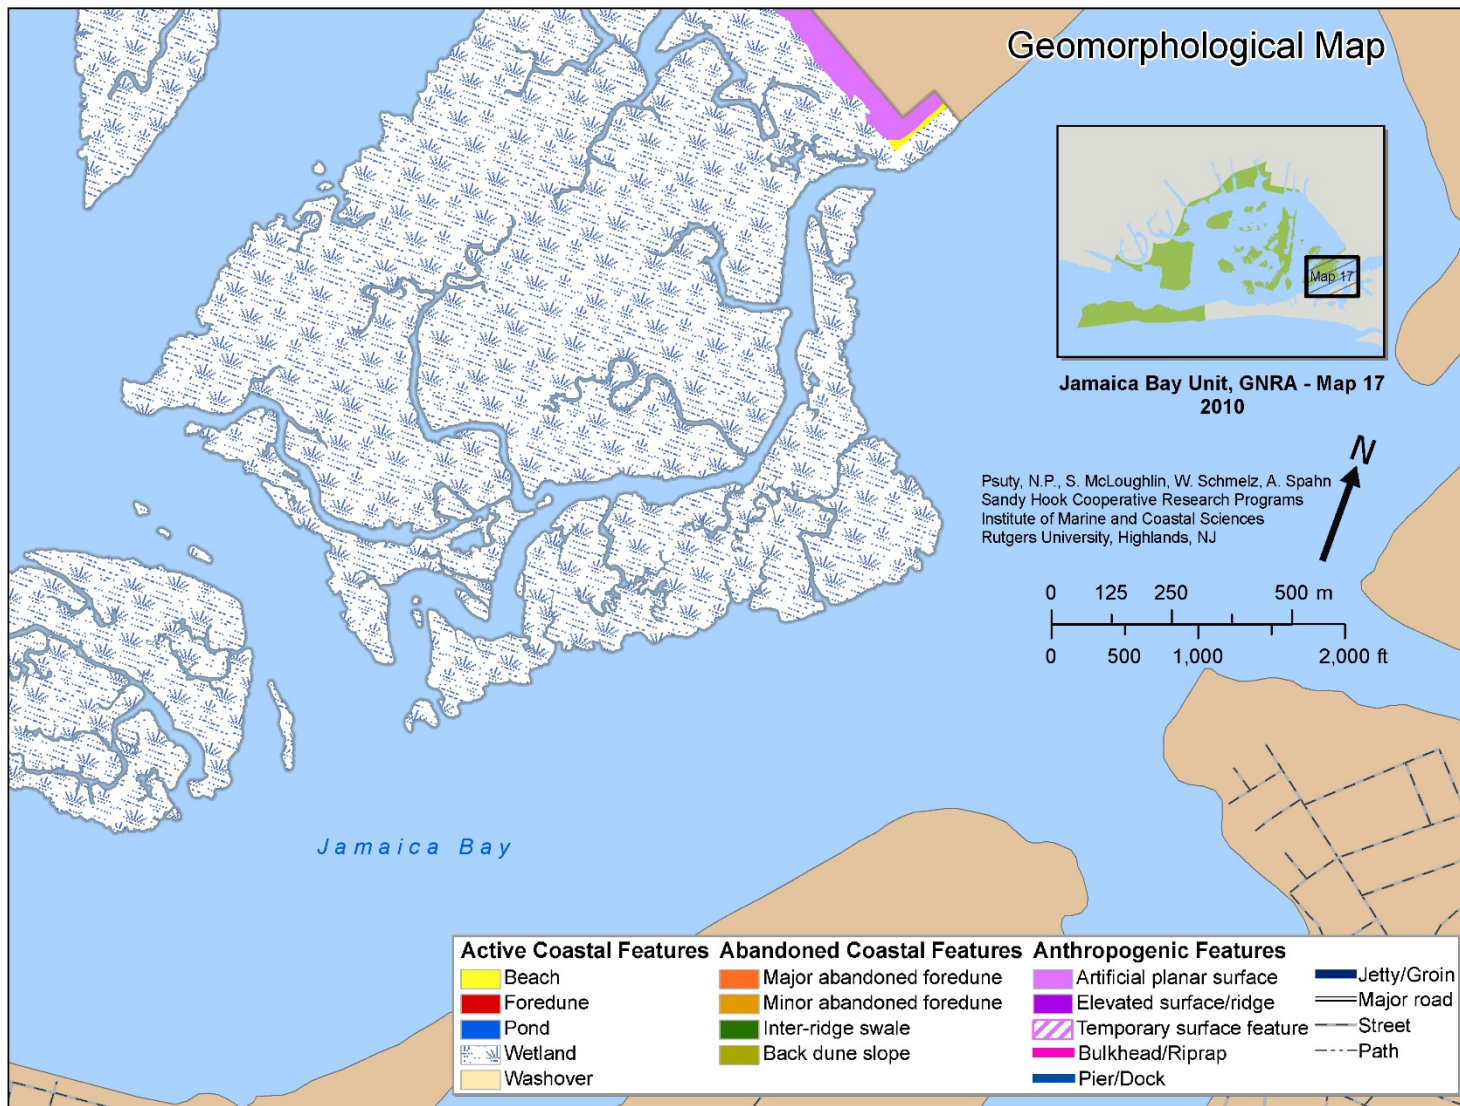 Geomorphological Map
Map 17
Jamaica Bay Unit, GNRA - Map 17
2010
N
Psuty, N.P., S. McLoughlin, W. Schmelz, A. Spahn
Sandy Hook Cooperative Research Programs
Institute of Marine and Coastal Sciences
Rutgers University, Highlands, NJ
0 125 250 500 m
0 500 1,000 2,000 ft
Jamaica Bay
Active Coastal Features
Beach
Foredune
Pond
Wetland
Washover
Abandoned Coastal Features
Major abandoned foredune
Minor abandoned foredune
Inter-ridge swale
Back dune slope
Anthropogenic Features
Artificial planar surface
Elevated surface/ridge
Temporary surface feature
Bulkhead/Riprap
Pier/Dock
Jetty/Groin
Major road
Street
Path